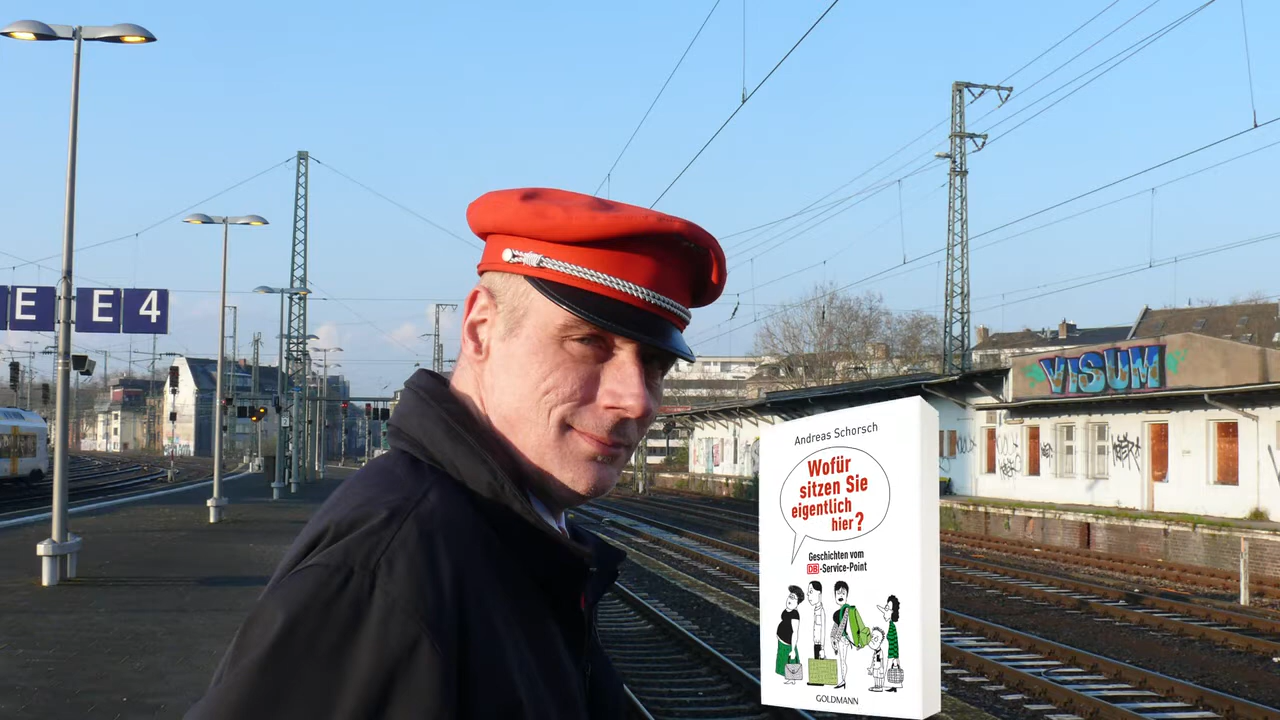 E E 4
VISUM
Andreas Schorsch
Wofür
sitzen Sie
eigentlich
hier?
Geschichten vom
DB-Service-Point
GOLDMANN